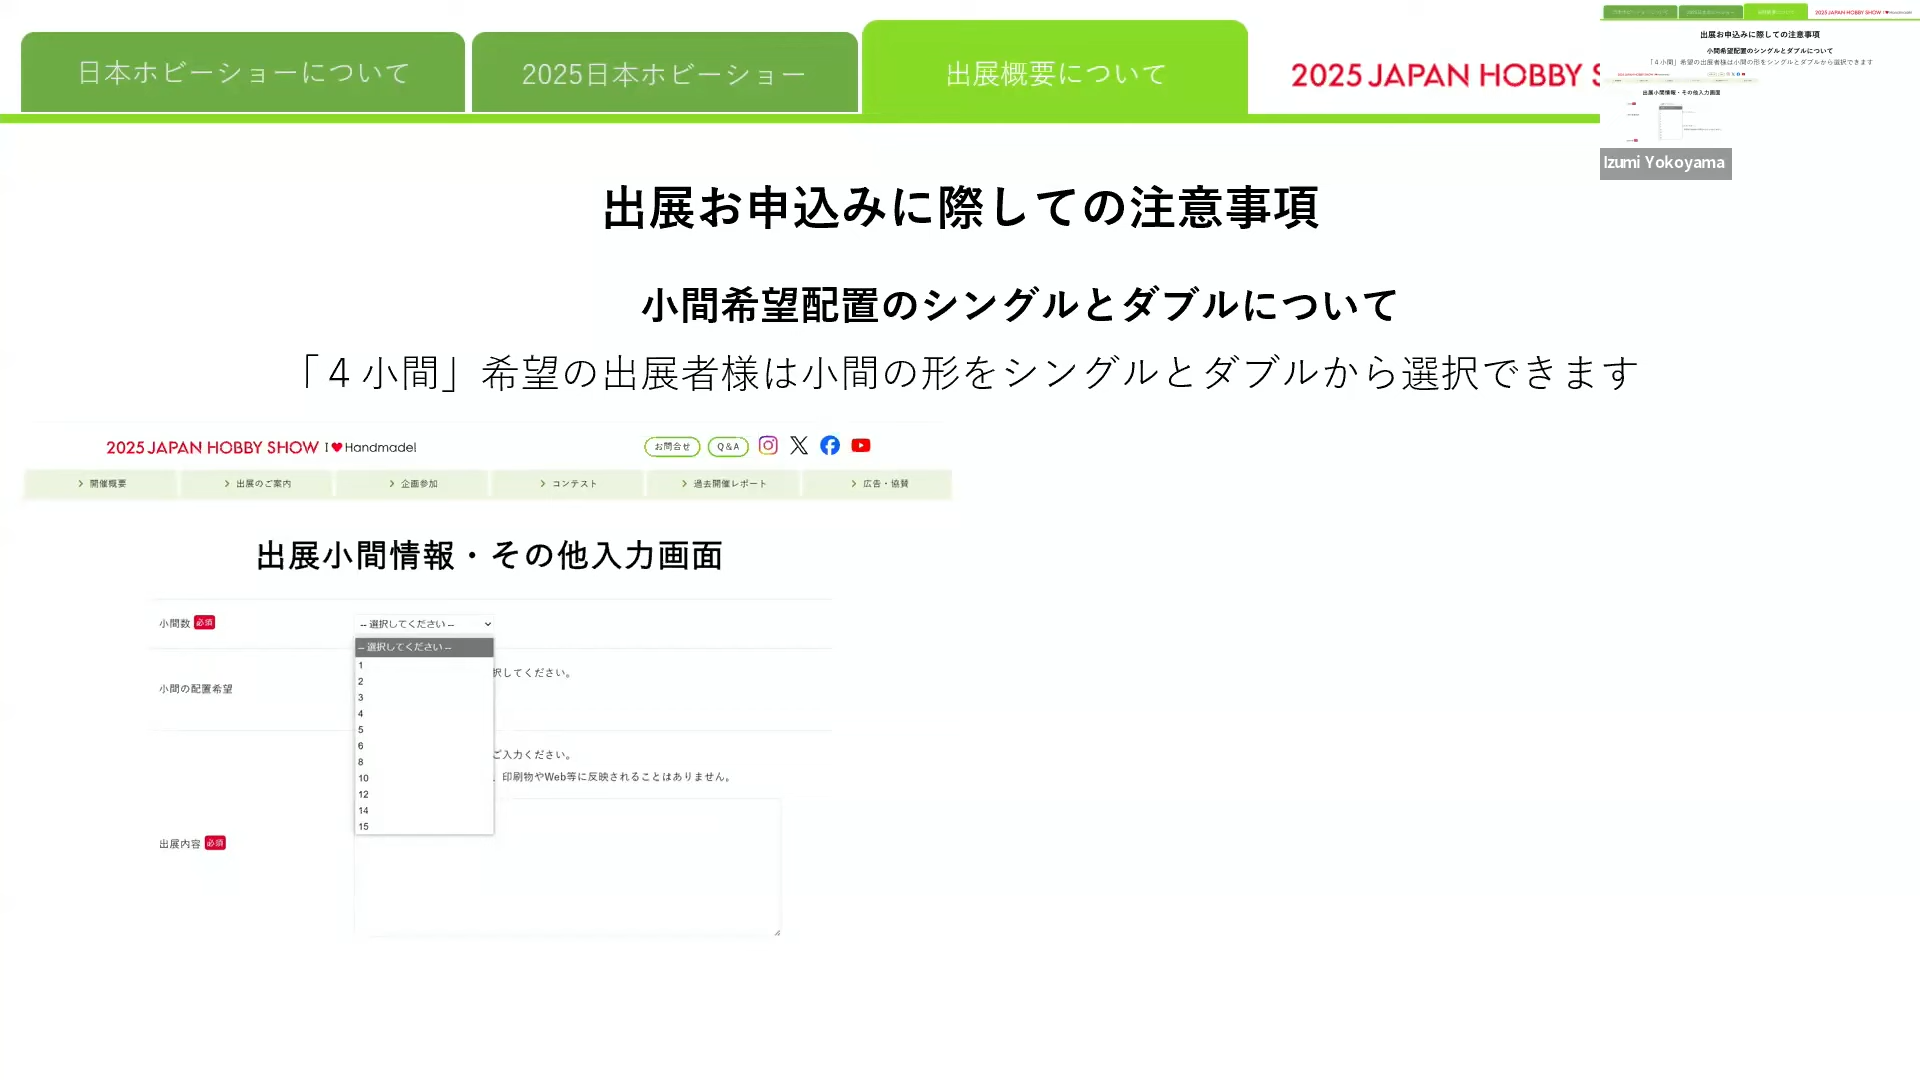 日本ホビーショーについて
2025日本ホビーショー
出展概要について
2025 JAPAN HOBBY S
Izumi Yokoyama
出展お申込みに際しての注意事項
小間希望配置のシングルとダブルについて
「４小間」希望の出展者様は小間の形をシングルとダブルから選択できます
2025 JAPAN HOBBY SHOW I ♥ Handmade!
お問合せ
Q&A
開催概要
出展のご案内
企画参加
コンテスト
過去開催レポート
広告・協賛
出展小間情報・その他入力画面
小間数 必須
-- 選択してください --
-- 選択してください --
1
2
3
4
5
6
8
10
12
14
15
小間の配置希望
択してください。
ご入力ください。
、印刷物やWeb等に反映されることはありません。
出展内容 必須